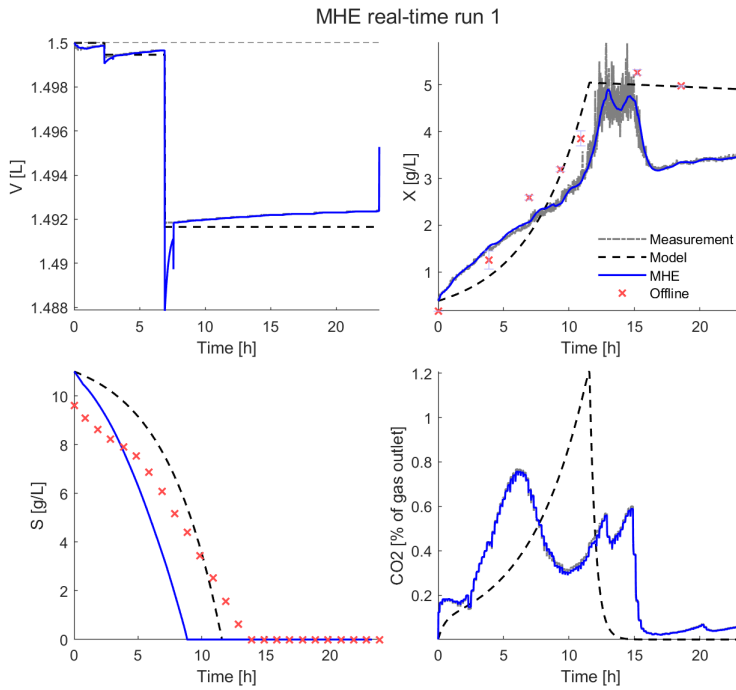 MHE real-time run 1
1.5
1.498
1.496
1.494
1.492
1.49
1.488
V [L]
0 5 10 15 20
Time [h]
5
4
3
2
1
X [g/L]
Measurement
Model
MHE
Offline
0 5 10 15 20
Time [h]
10
8
6
4
2
0
S [g/L]
0 5 10 15 20
Time [h]
1.2
1
0.8
0.6
0.4
0.2
CO2 [% of gas outlet]
0 5 10 15 20
Time [h]